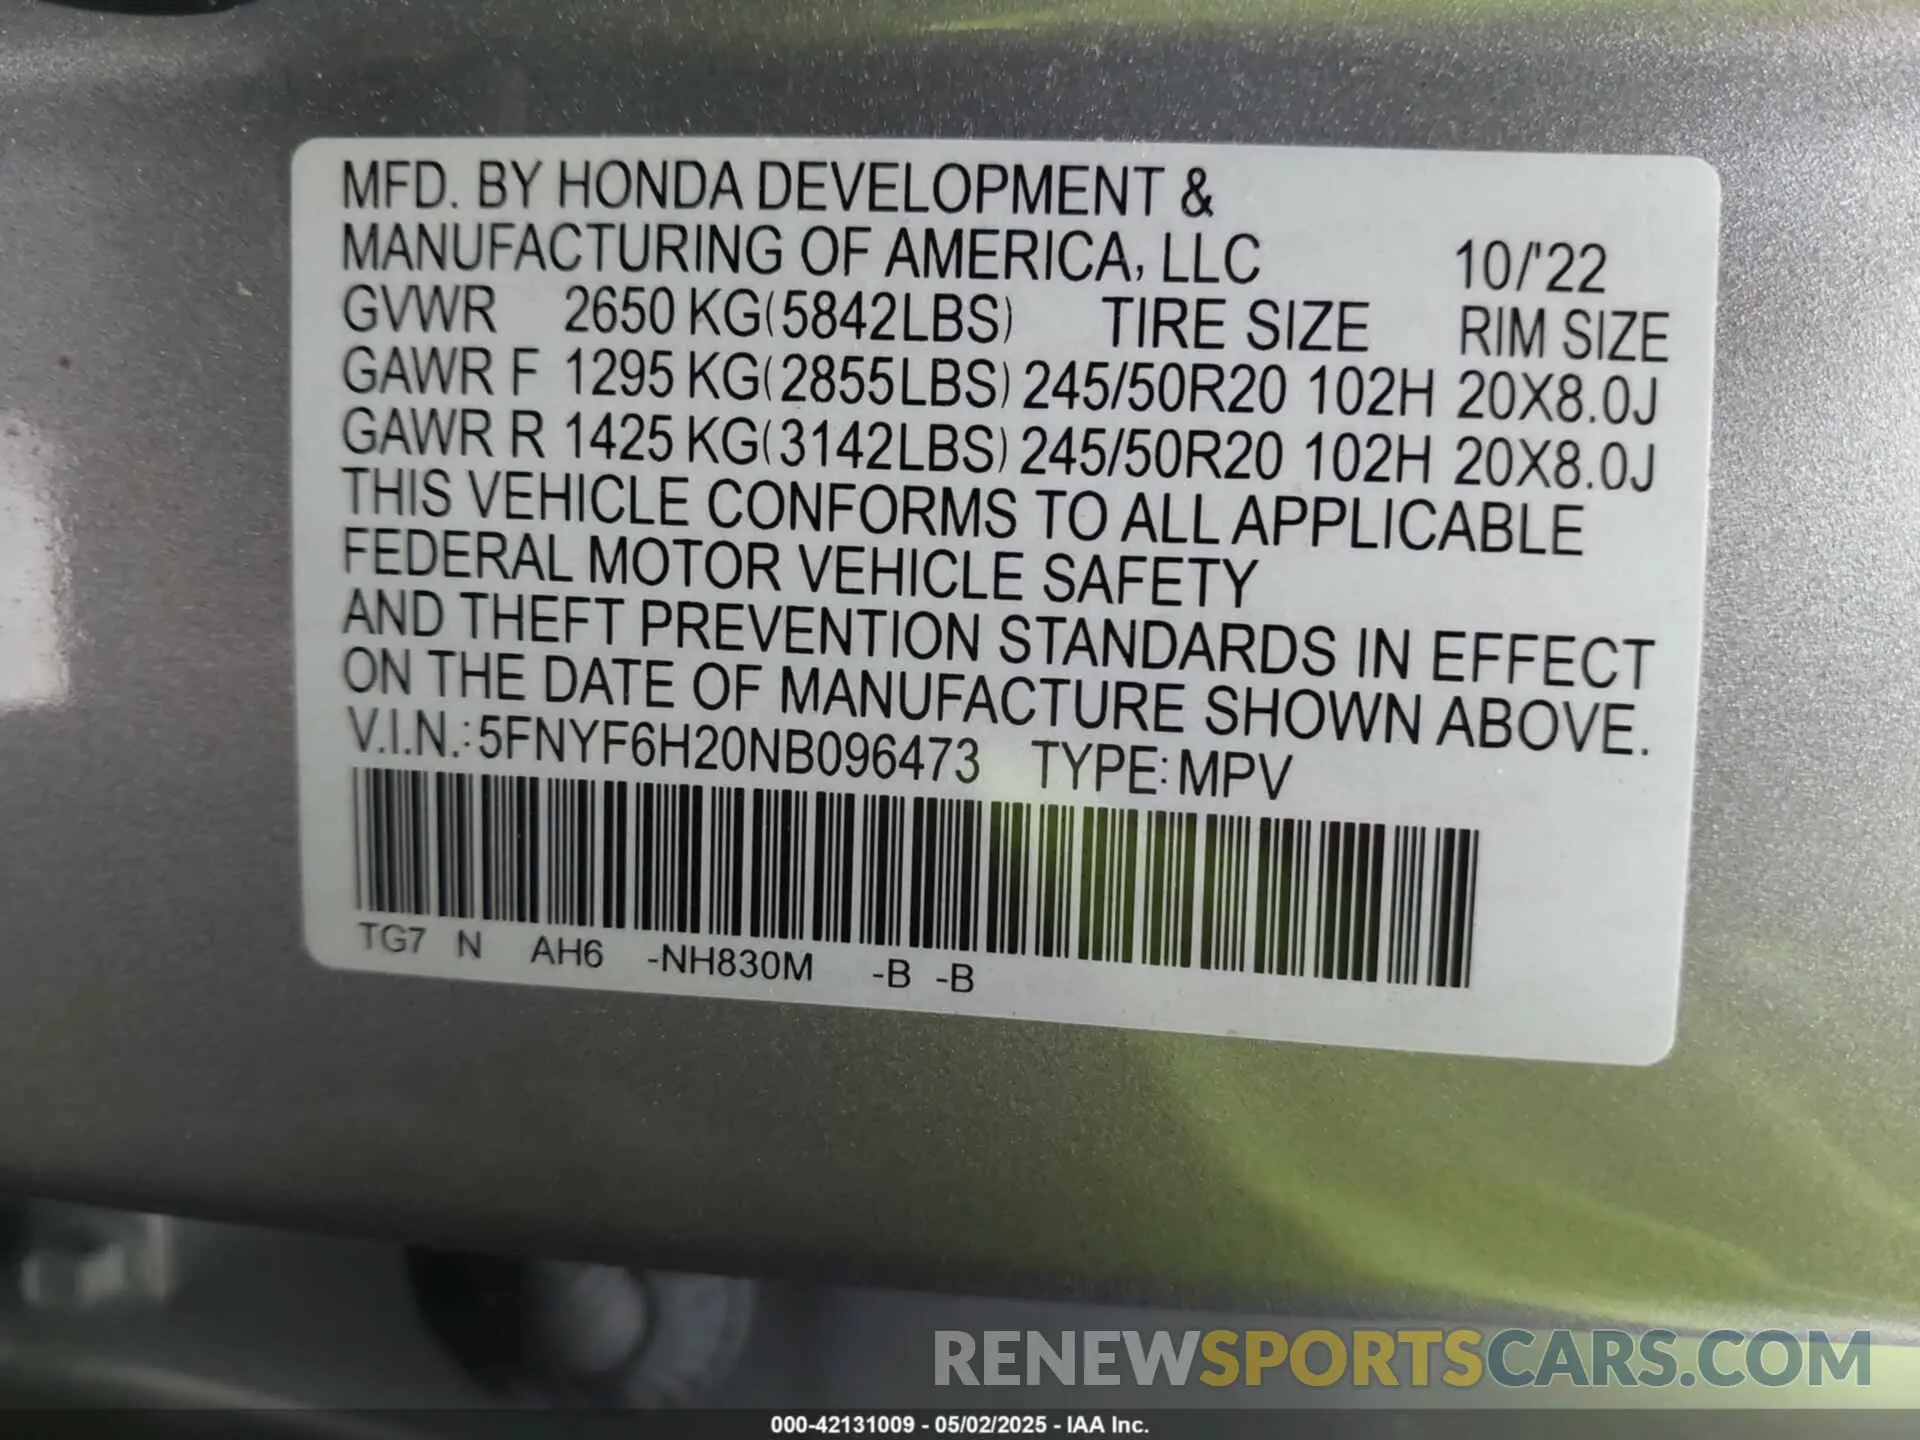 MFD. BY HONDA DEVELOPMENT &
MANUFACTURING OF AMERICA, LLC 10/'22
GVWR 2650 KG(5842LBS) TIRE SIZE RIM SIZE
GAWR F 1295 KG(2855LBS) 245/50R20 102H 20X8.0J
GAWR R 1425 KG(3142LBS) 245/50R20 102H 20X8.0J
THIS VEHICLE CONFORMS TO ALL APPLICABLE
FEDERAL MOTOR VEHICLE SAFETY
AND THEFT PREVENTION STANDARDS IN EFFECT
ON THE DATE OF MANUFACTURE SHOWN ABOVE.
V.I.N.: 5FNYF6H20NB096473 TYPE: MPV
TG7 N AH6 -NH830M -B -B
RENEWSPORTSCARS.COM
000-42131009 - 05/02/2025 - IAA Inc.